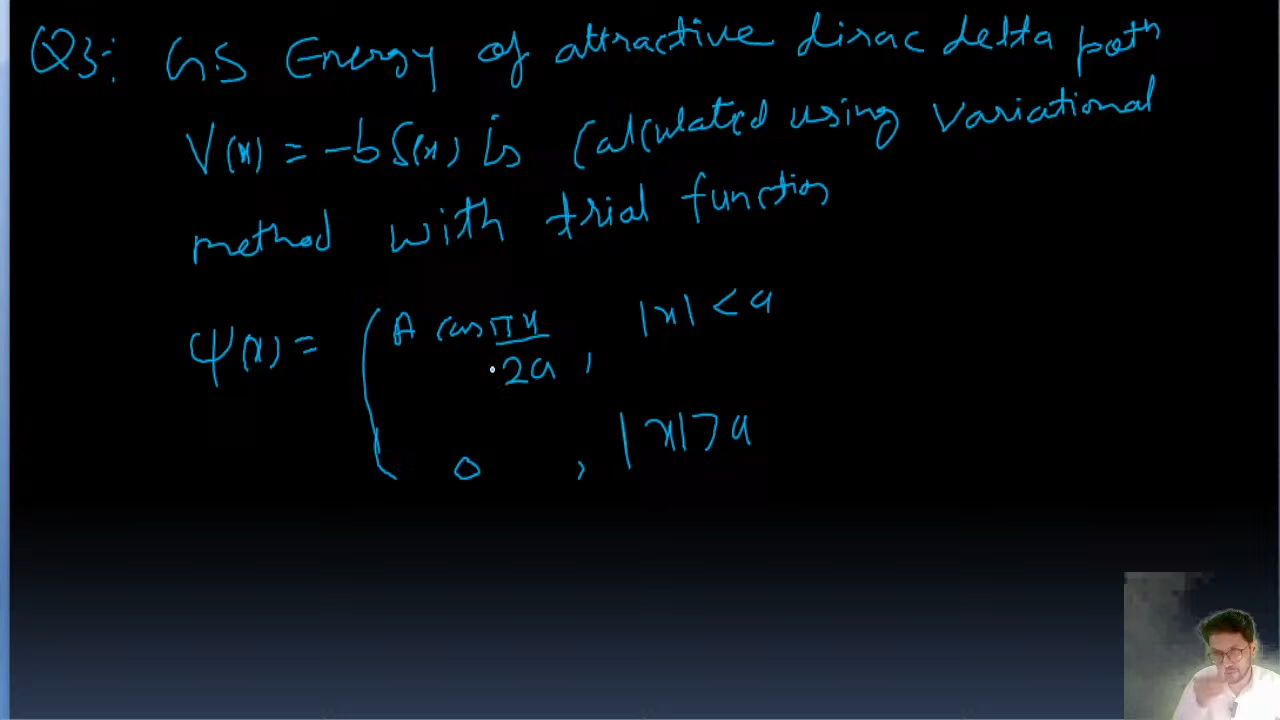 Q3: GS Energy of attractive dirac delta potn
V(x) = -b δ(x) is calculated using variational
method with trial function
ψ(x) = ( A cos πx/2a , |x| < a
0 , |x| > a